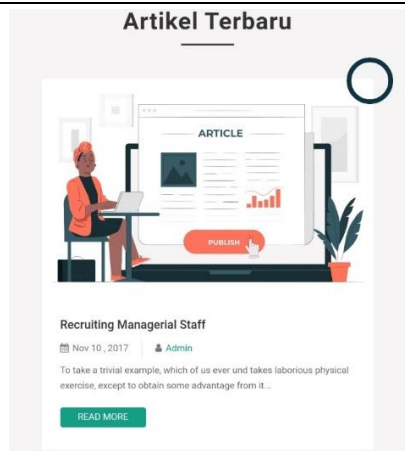 Artikel Terbaru
ARTICLE
PUBLISH
Recruiting Managerial Staff
Nov 10 , 2017 Admin
To take a trivial example, which of us ever und takes laborious physical
exercise, except to obtain some advantage from it...
READ MORE